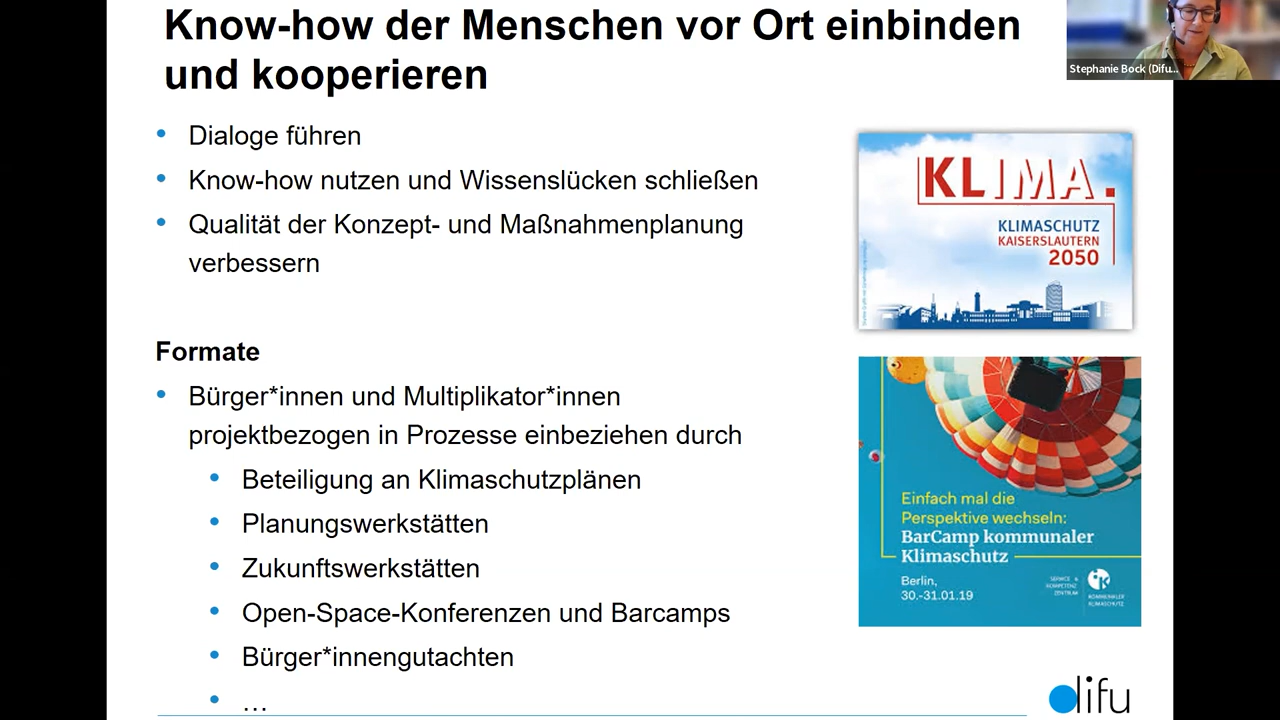 Know-how der Menschen vor Ort einbinden
und kooperieren
Stephanie Bock (Difu...
Dialoge führen
Know-how nutzen und Wissenslücken schließen
Qualität der Konzept- und Maßnahmenplanung
verbessern
KLIMA.
KLIMASCHUTZ
KAISERSLAUTERN
2050
Formate
Bürger*innen und Multiplikator*innen
projektbezogen in Prozesse einbeziehen durch
Beteiligung an Klimaschutzplänen
Planungswerkstätten
Zukunftswerkstätten
Open-Space-Konferenzen und Barcamps
Bürger*innengutachten
…
Einfach mal die
Perspektive wechseln:
BarCamp kommunaler
Klimaschutz
Berlin,
30.-31.01.19
SERVICE &
KOMPETENZ
ZENTRUM
KOMMUNALER
KLIMASCHUTZ
difu